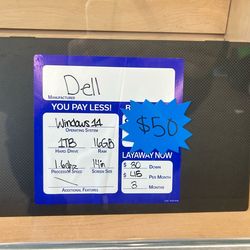 Dell
MANUFACTURER
YOU PAY LESS!
Windows 11
OPERATING SYSTEM
1TB 16GB
HARD DRIVE RAM
$50
1.6ghz 14in
PROCESSOR SPEED SCREEN SIZE
ADDITIONAL FEATURES
LAYAWAY NOW
$ 30 DOWN
$ 48 PER MONTH
3 MONTHS